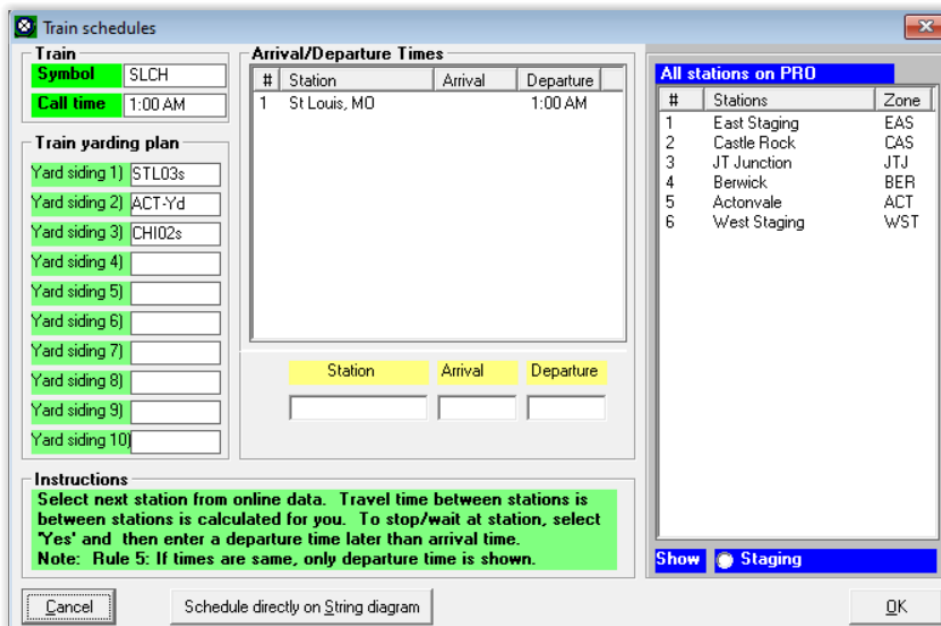 Train schedules
Train
Symbol SLCH
Call time 1:00 AM
Train yarding plan
Yard siding 1) STL03s
Yard siding 2) ACT-Yd
Yard siding 3) CHI02s
Yard siding 4)
Yard siding 5)
Yard siding 6)
Yard siding 7)
Yard siding 8)
Yard siding 9)
Yard siding 10)
Arrival/Departure Times
# Station Arrival Departure
1 St Louis, MO 1:00 AM
Station Arrival Departure
All stations on PRO
# Stations Zone
1 East Staging EAS
2 Castle Rock CAS
3 JT Junction JTJ
4 Berwick BER
5 Actonvale ACT
6 West Staging WST
Show Staging
Instructions
Select next station from online data. Travel time between stations is
between stations is calculated for you. To stop/wait at station, select
'Yes' and then enter a departure time later than arrival time.
Note: Rule 5: If times are same, only departure time is shown.
Cancel
Schedule directly on String diagram
OK